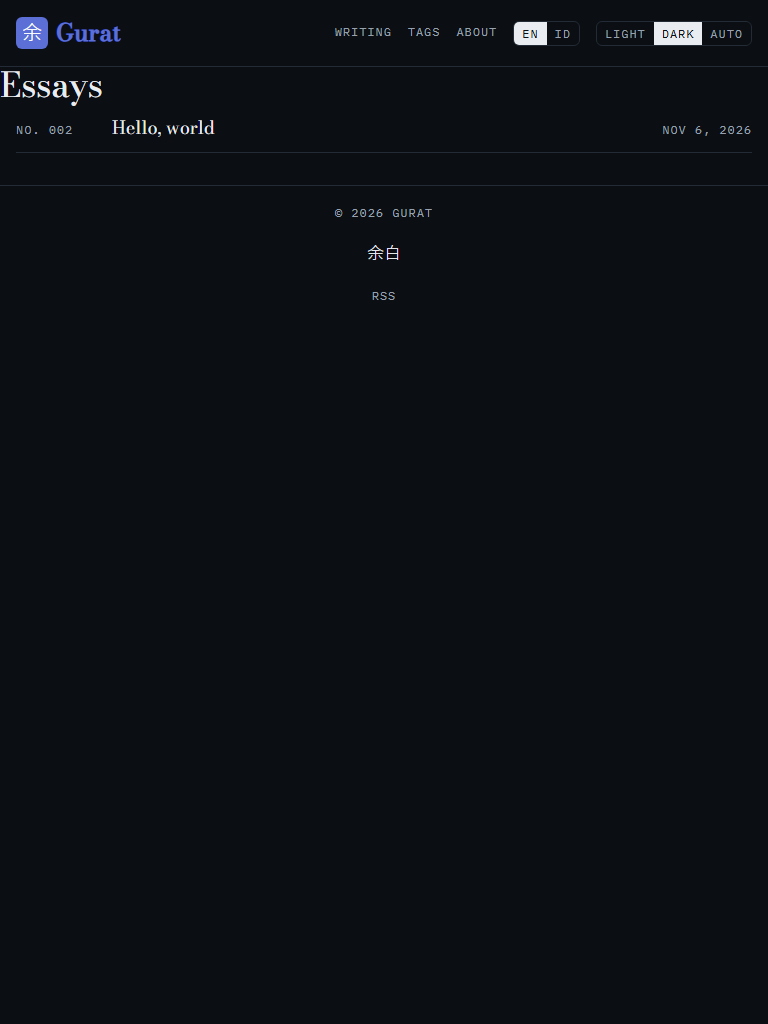 余 Gurat WRITING TAGS ABOUT EN ID LIGHT DARK AUTO
Essays
NO. 002 Hello, world NOV 6, 2026
© 2026 GURAT
余白
RSS